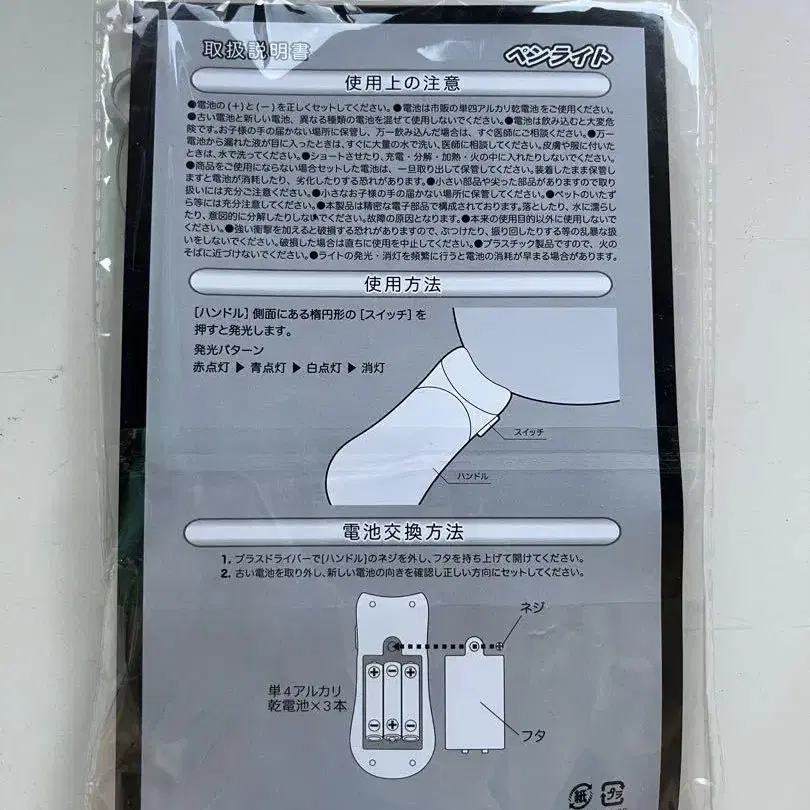 取扱説明書
ペンライト
使用上の注意
●電池の(+)と(−)を正しくセットしてください。●電池は市販の単四アルカリ乾電池をご使用ください。
●古い電池と新しい電池、異なる種類の電池を混ぜて使用しないでください。●電池は飲み込むと大変危
険です。お子様の手の届かない場所に保管し、万一飲み込んだ場合は、すぐ医師にご相談ください。●万一
電池から漏れた液が目に入ったときは、すぐに大量の水で洗い、医師に相談してください。皮膚や服に付いた
ときは、水で洗ってください。●ショートさせたり、充電・分解・加熱・火の中に入れたりしないでください。
●商品をご使用にならない場合セットした電池は、一旦取り出して保管してください。装着したまま保管し
ますと電池が消耗したり、劣化したりする恐れがあります。●小さい部品や尖った部品がありますので取り
扱いには充分ご注意ください。●小さなお子様の手の届かない場所に保管してください。●ペットのいたず
ら等には充分注意してください。●本製品は精密な電子部品で構成されております。落としたり、水に濡らし
たり、意図的に分解したりしないでください。故障の原因となります。●本来の使用目的以外に使用しないで
ください。●強い衝撃を加えると破損する恐れがありますので、ぶつけたり、振り回したりする等の乱暴な扱
いをしないでください。破損した場合は直ちに使用を中止してください。●プラスチック製品ですので、火の
そばに近づけないでください。●ライトの発光・消灯を頻繁に行うと電池の消耗が早まる場合があります。
使用方法
[ハンドル] 側面にある楕円形の [スイッチ] を
押すと発光します。
発光パターン
赤点灯 ▶ 青点灯 ▶ 白点灯 ▶ 消灯
スイッチ
ハンドル
電池交換方法
1. プラスドライバーで[ハンドル]のネジを外し、フタを持ち上げて開けてください。
2. 古い電池を取り外し、新しい電池の向きを確認し正しい方向にセットしてください。
ネジ
単4アルカリ
乾電池×3本
フタ
紙 プラ